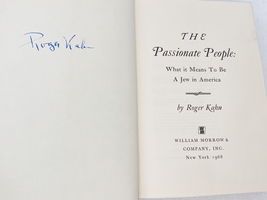 Roger Kahn
THE
Passionate People:
What it Means To Be
A Jew in America
by Roger Kahn
WILLIAM MORROW &
COMPANY, INC.
New York 1968